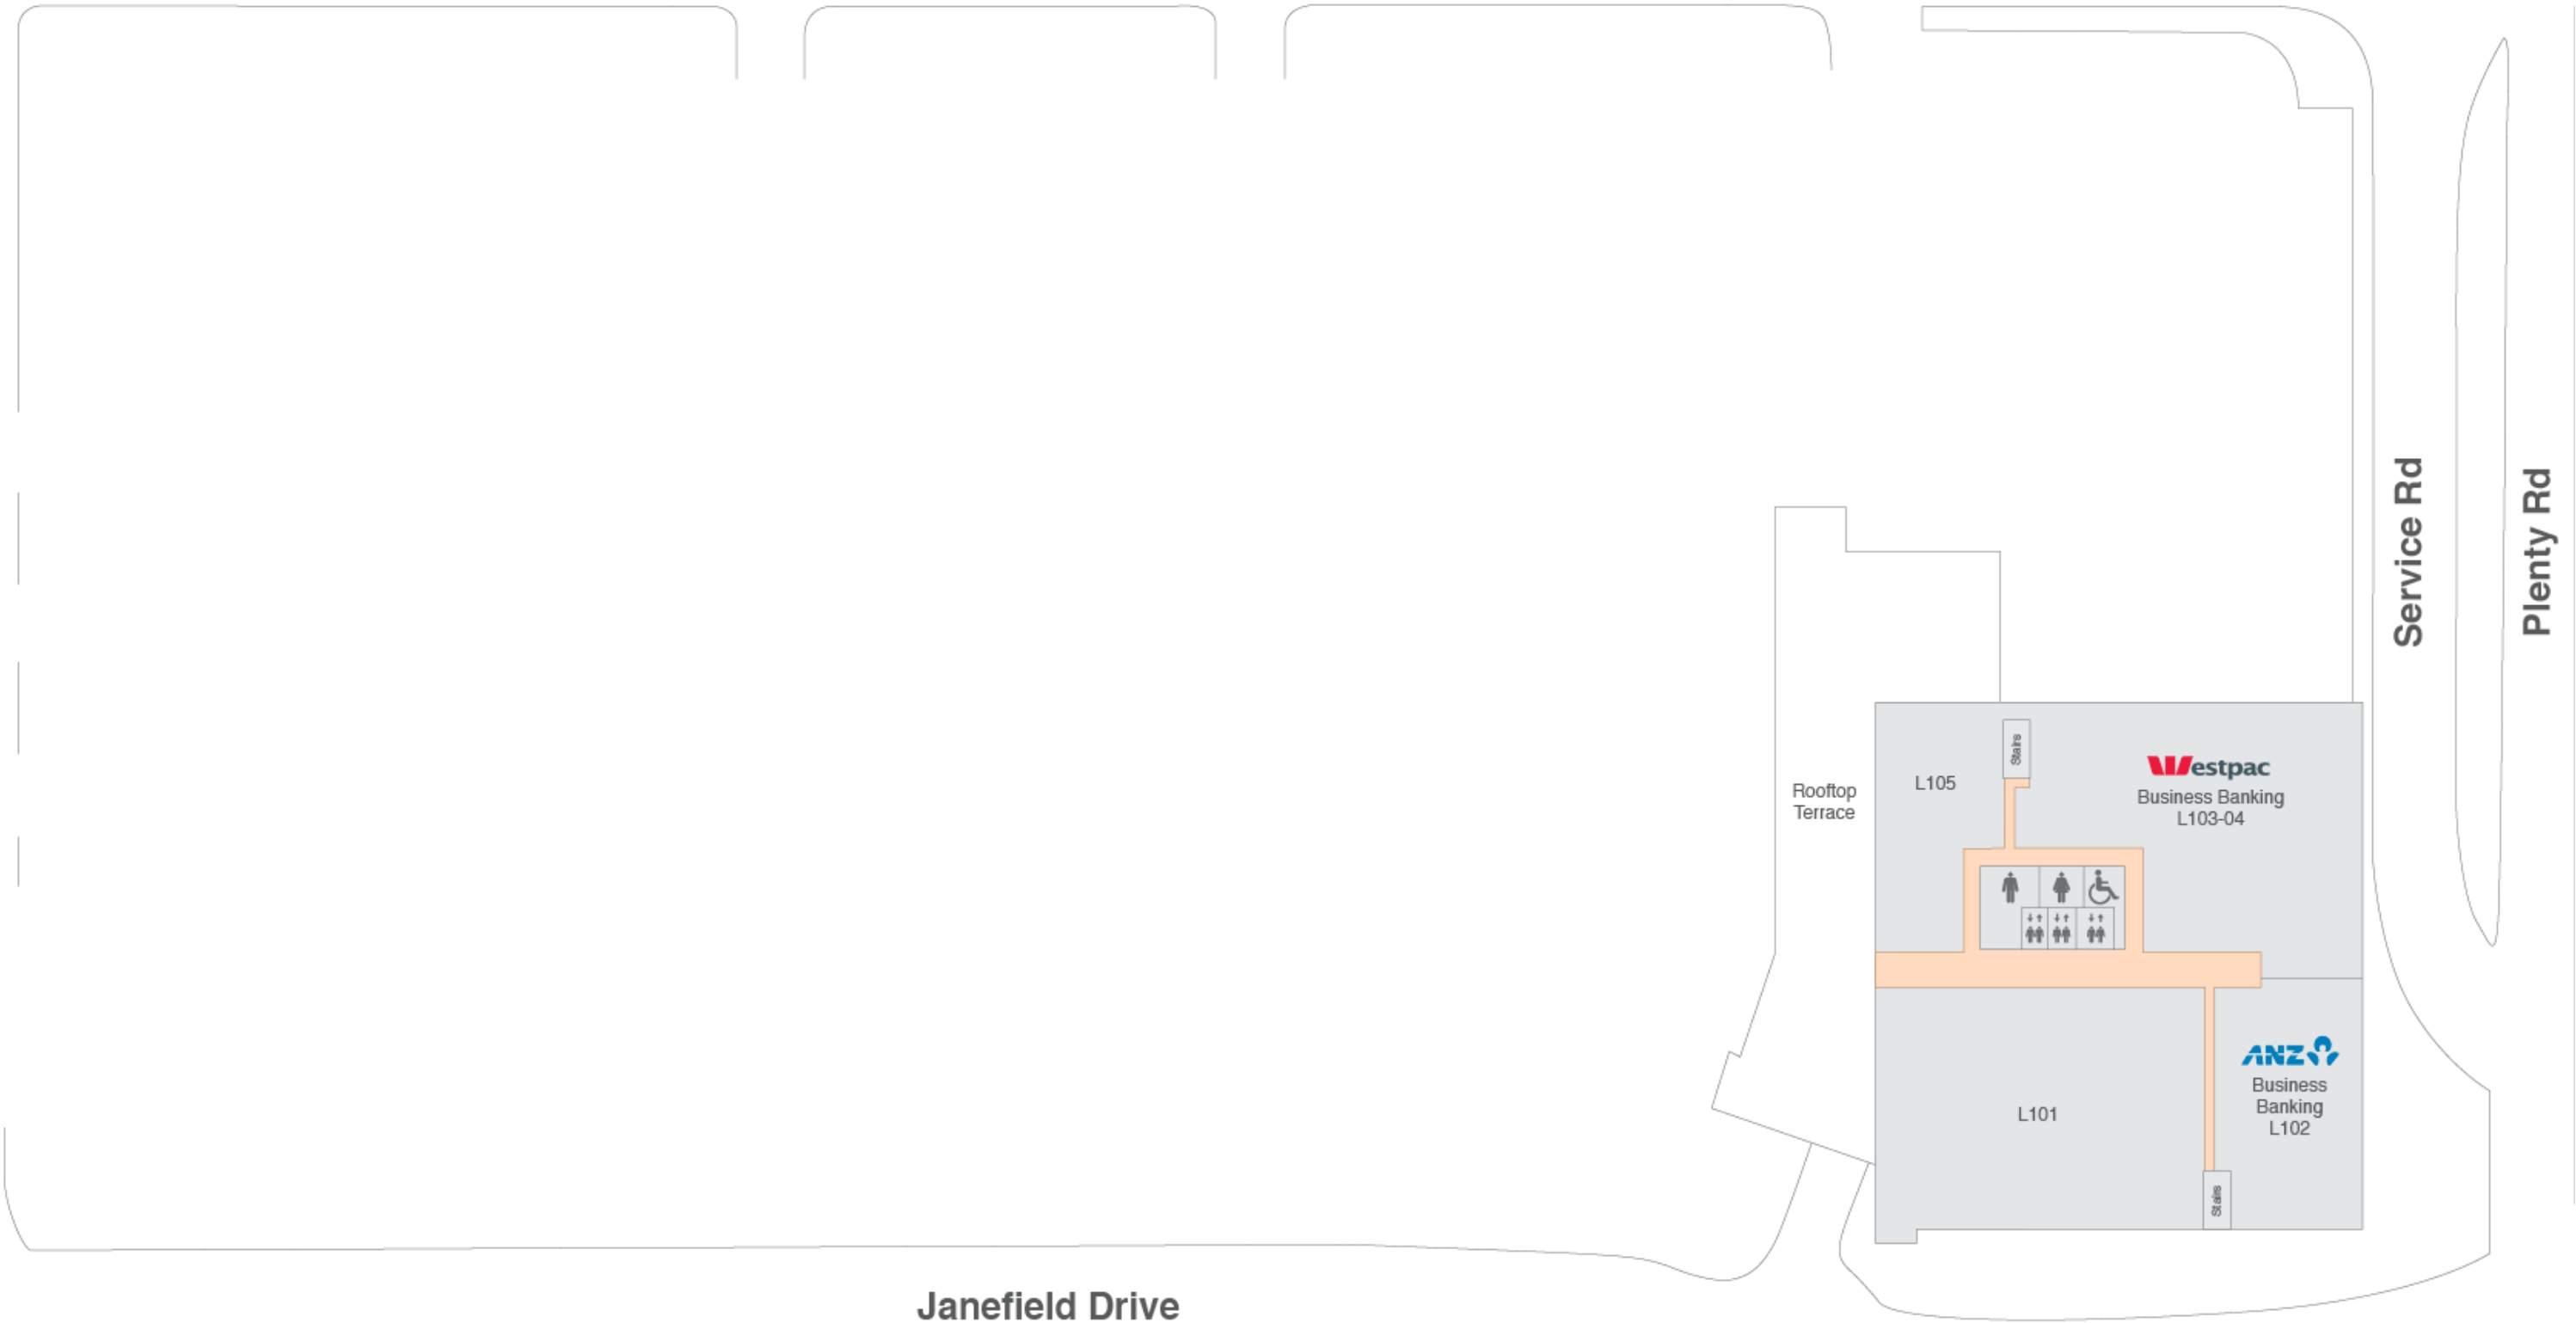 Service Rd
Plenty Rd
Stairs
Westpac
Business Banking
L103-04
L105
Rooftop
Terrace
ANZ
Business
Banking
L102
L101
Stairs
Janefield Drive